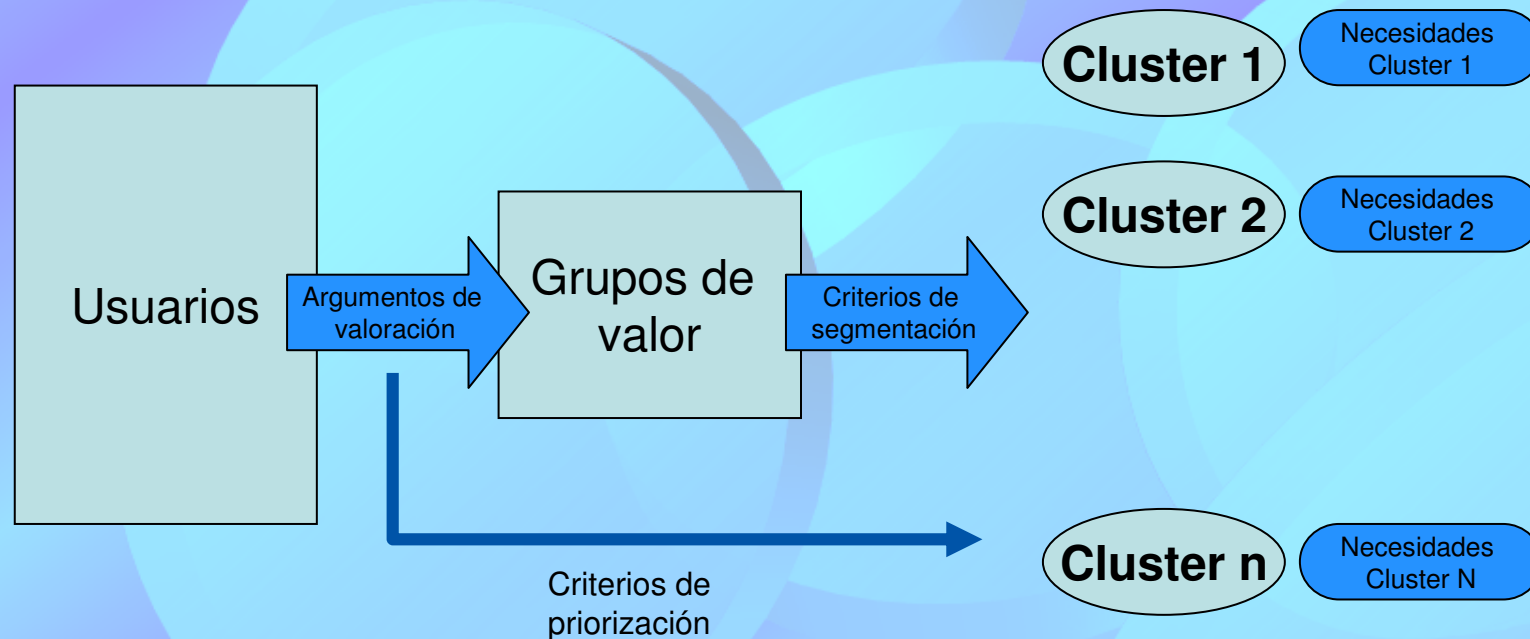 Usuarios
Argumentos de
valoración
Grupos de
valor
Criterios de
segmentación
Criterios de
priorización
Cluster 1
Necesidades
Cluster 1
Cluster 2
Necesidades
Cluster 2
Cluster n
Necesidades
Cluster N